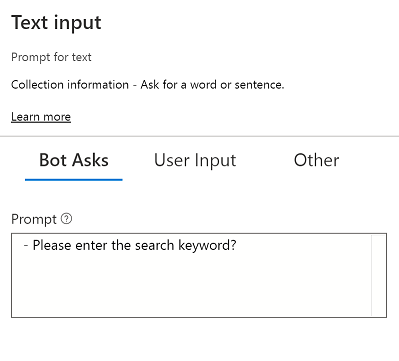 Text input
Prompt for text
Collection information - Ask for a word or sentence.
Learn more
Bot Asks User Input Other
Prompt ?
- Please enter the search keyword?